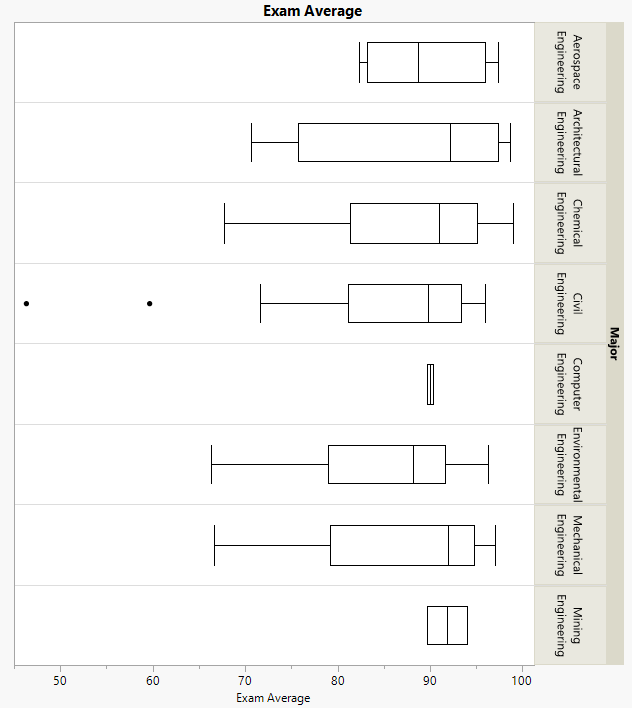 Exam Average
Aerospace
Engineering
Architectural
Engineering
Chemical
Engineering
Civil
Engineering
Computer
Engineering
Environmental
Engineering
Mechanical
Engineering
Mining
Engineering
Major
50 60 70 80 90 100
Exam Average